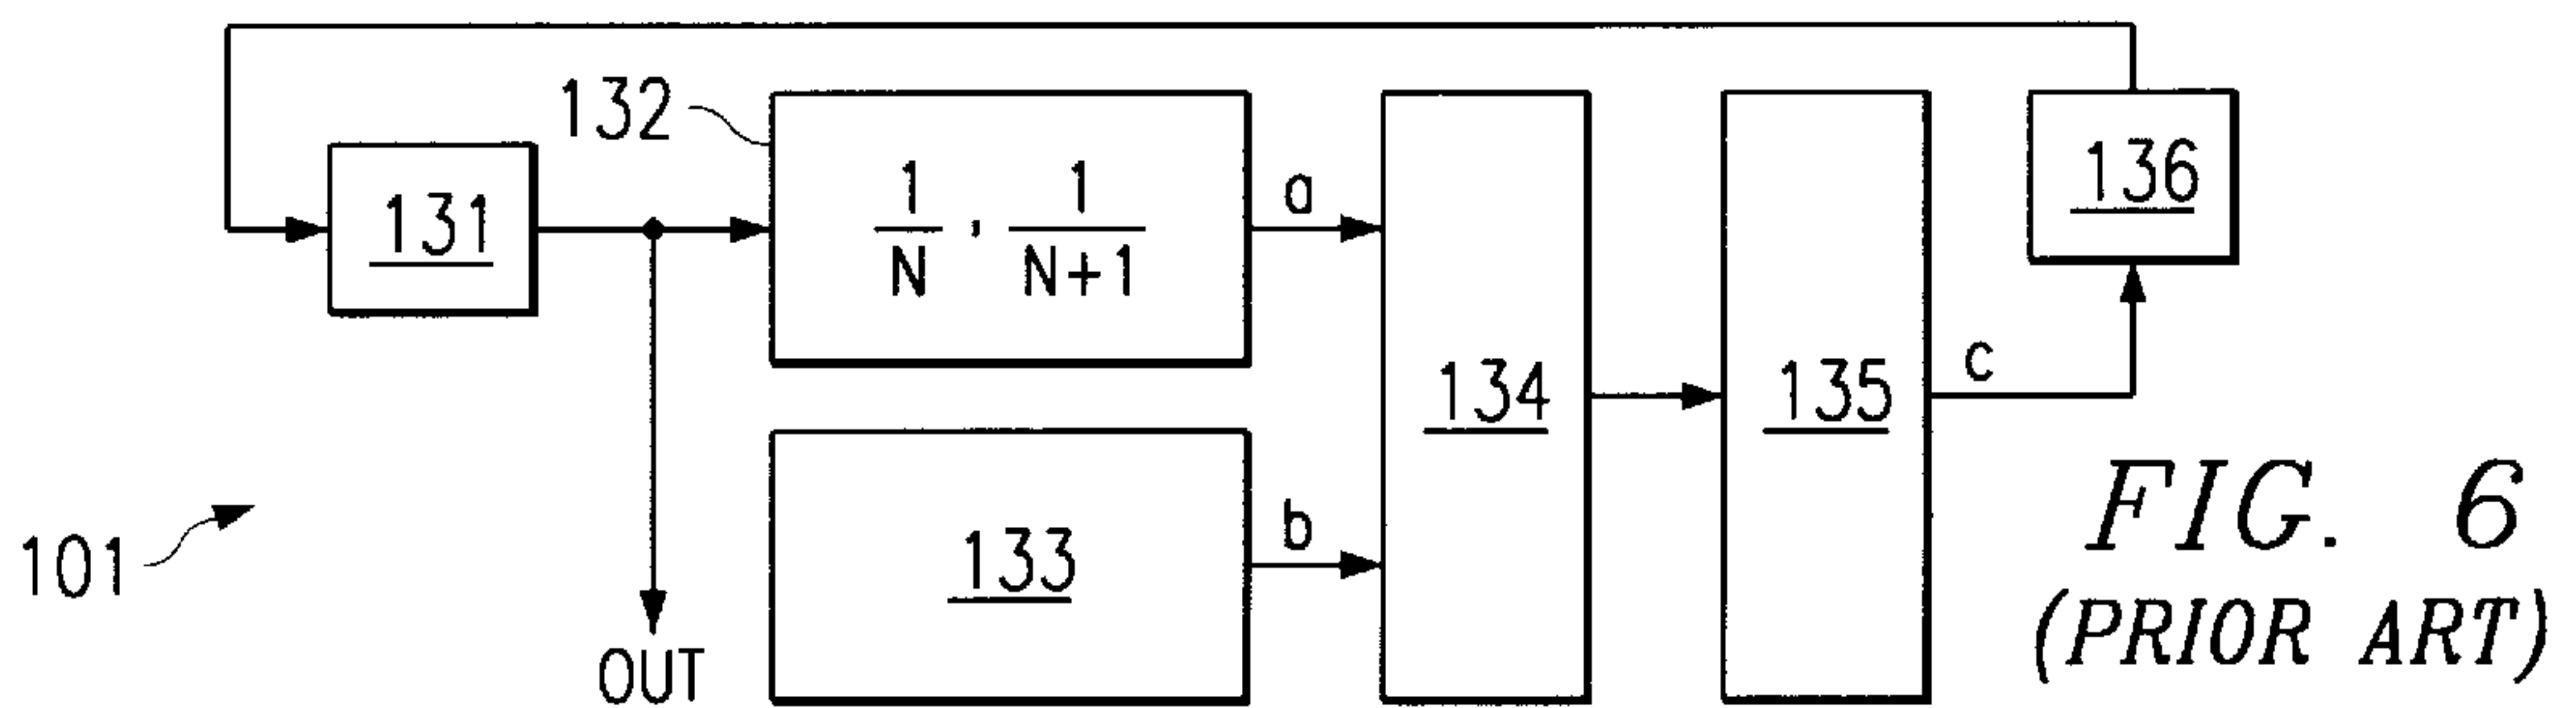 132
131
1/N , 1/N+1
a
136
134
135
c
133
b
101
OUT
FIG. 6
(PRIOR ART)